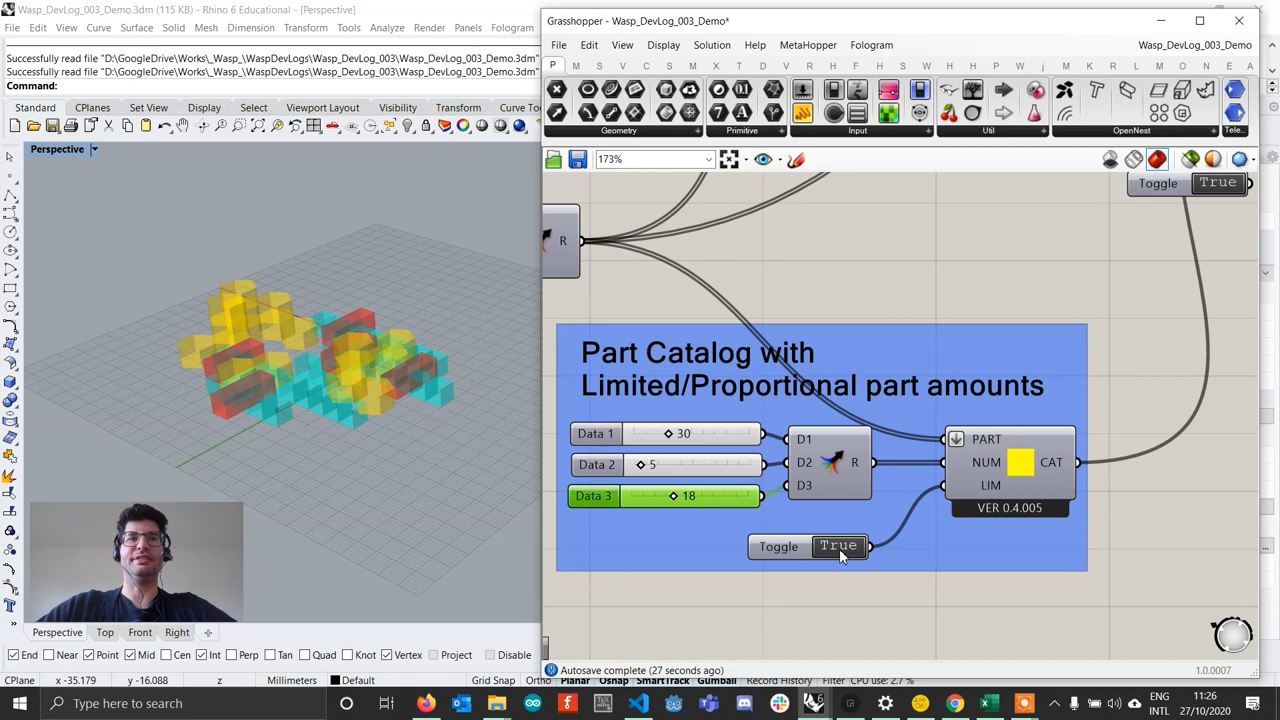 Wasp_DevLog_003_Demo.3dm (115 KB) - Rhino 6 Educational - [Perspective]
File Edit View Curve Surface Solid Mesh Dimension Transform Tools Analyze Render Panels Fologram
Successfully read file "D:\GoogleDrive\Works\_Wasp_\WaspDevLogs\WaspDevLog_003\Wasp_DevLog_003_Demo.3dm"
Successfully read file "D:\GoogleDrive\Works\_Wasp_\WaspDevLogs\WaspDevLog_003\Wasp_DevLog_003_Demo.3dm"
Command:
Standard CPlanes Set View Display Select Viewport Layout Visibility Transform Curve To
Perspective
Grasshopper - Wasp_DevLog_003_Demo*
File Edit View Display Solution Help MetaHopper Fologram Wasp_DevLog_003_Demo
P M S V C S M X T D F W H P K S F U S W j M K L M O Z N E A
Geometry Primitive Input Util OpenNest Tele...
173%
Toggle True
R
Part Catalog with
Limited/Proportional part amounts
Data 1 30
Data 2 5
Data 3 18
D1
D2 R
D3
PART
NUM CAT
LIM
VER 0.4.005
Toggle True
Autosave complete (27 seconds ago) 1.0.0007
Perspective Top Front Right
End Near Point Mid Cen Int Perp Tan Quad Knot Vertex Project Disable
CPlane x -35.179 y -16.088 z Millimeters Default Grid Snap Ortho Planar Osnap SmartTrack Gumball Record History Filter CPU use: 2.7 %
Type here to search
ENG
INTL
11:26
27/10/2020